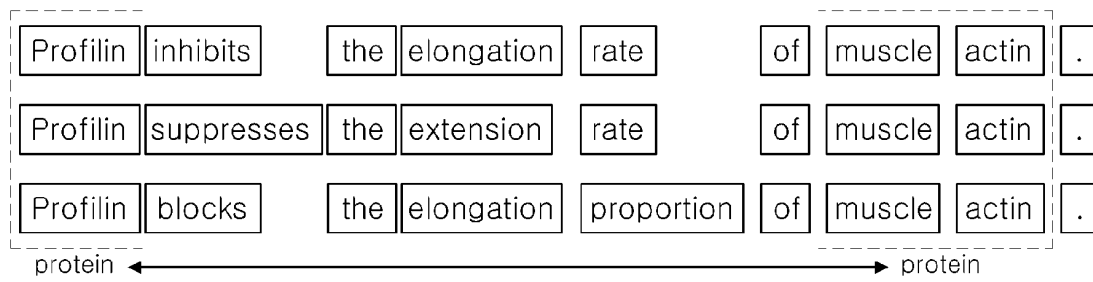 Profilin inhibits the elongation rate of muscle actin .
Profilin suppresses the extension rate of muscle actin .
Profilin blocks the elongation proportion of muscle actin .
protein protein